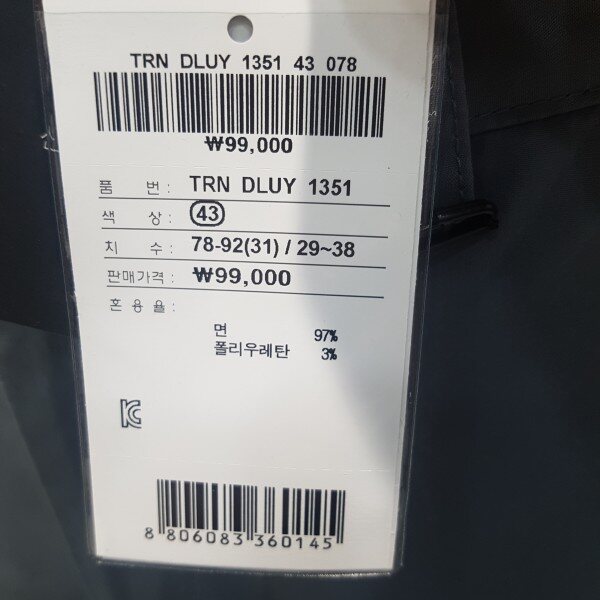 TRN DLUY 1351 43 078
₩99,000
품 번 : TRN DLUY 1351
색 상 : 43
치 수 : 78-92(31) / 29~38
판매가격 : ₩99,000
혼 용 율 :
면 97%
폴리우레탄 3%
KC
8 806083 360145